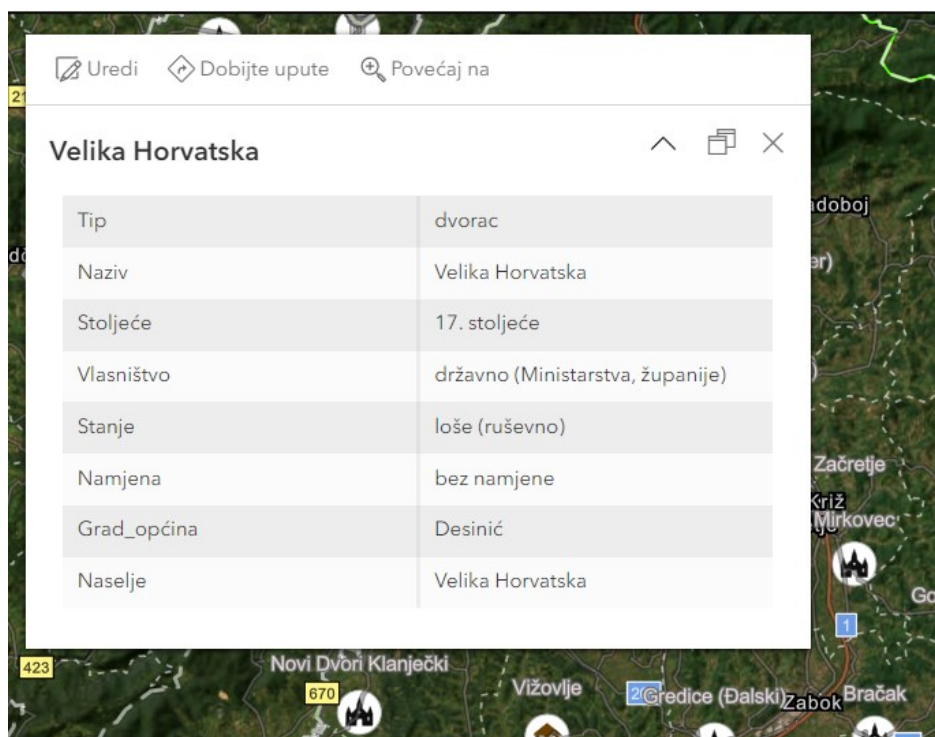 Uredi Dobijte upute Povećaj na
Velika Horvatska
Tip dvorac
Naziv Velika Horvatska
Stoljeće 17. stoljeće
Vlasništvo državno (Ministarstva, županije)
Stanje loše (ruševno)
Namjena bez namjene
Grad_općina Desinić
Naselje Velika Horvatska
Začretje
Križ
Mirkovec
1
423
Novi Dvori Klanječki
670
Vižovlje
Gredice (Đalski)
Zabok
Bračak